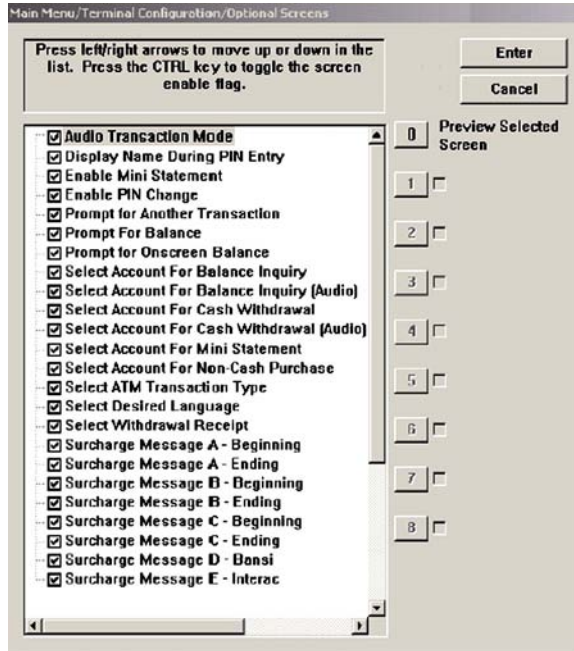 Main Menu/Terminal Configuration/Optional Screens
Press left/right arrows to move up or down in the
list. Press the CTRL key to toggle the screen
enable flag.
Enter
Cancel
Audio Transaction Mode
Display Name During PIN Entry
Enable Mini Statement
Enable PIN Change
Prompt for Another Transaction
Prompt For Balance
Prompt for Onscreen Balance
Select Account For Balance Inquiry
Select Account For Balance Inquiry (Audio)
Select Account For Cash Withdrawal
Select Account For Cash Withdrawal (Audio)
Select Account For Mini Statement
Select Account For Non-Cash Purchase
Select ATM Transaction Type
Select Desired Language
Select Withdrawal Receipt
Surcharge Message A - Beginning
Surcharge Message A - Ending
Surcharge Message B - Beginning
Surcharge Message B - Ending
Surcharge Message C - Beginning
Surcharge Message C - Ending
Surcharge Message D - Bansi
Surcharge Message E - Interac
0 Preview Selected
Screen
1
2
3
4
5
6
7
8